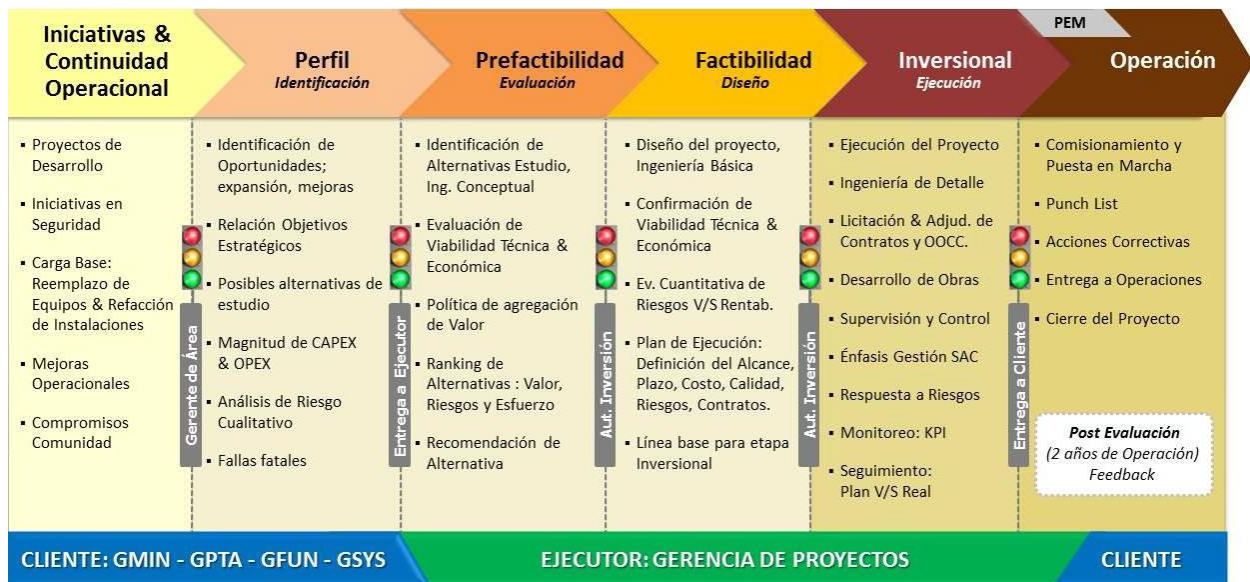 Iniciativas &
Continuidad
Operacional
Perfil
Identificación
Prefactibilidad
Evaluación
Factibilidad
Diseño
Inversional
Ejecución
PEM
Operación
▪ Proyectos de
Desarrollo
▪ Iniciativas en
Seguridad
▪ Carga Base:
Reemplazo de
Equipos & Refacción
de Instalaciones
▪ Mejoras
Operacionales
▪ Compromisos
Comunidad
Gerente de Área
▪ Identificación de
Oportunidades;
expansión, mejoras
▪ Relación Objetivos
Estratégicos
▪ Posibles alternativas de
estudio
▪ Magnitud de CAPEX
& OPEX
▪ Análisis de Riesgo
Cualitativo
▪ Fallas fatales
Entrega a Ejecutor
▪ Identificación de
Alternativas Estudio,
Ing. Conceptual
▪ Evaluación de
Viabilidad Técnica &
Económica
▪ Política de agregación
de Valor
▪ Ranking de
Alternativas : Valor,
Riesgos y Esfuerzo
▪ Recomendación de
Alternativa
Aut. Inversión
▪ Diseño del proyecto,
Ingeniería Básica
▪ Confirmación de
Viabilidad Técnica &
Económica
▪ Ev. Cuantitativa de
Riesgos V/S Rentab.
▪ Plan de Ejecución:
Definición del Alcance,
Plazo, Costo, Calidad,
Riesgos, Contratos.
▪ Línea base para etapa
Inversional
Aut. Inversión
▪ Ejecución del Proyecto
▪ Ingeniería de Detalle
▪ Licitación & Adjud. de
Contratos y OOCC.
▪ Desarrollo de Obras
▪ Supervisión y Control
▪ Énfasis Gestión SAC
▪ Respuesta a Riesgos
▪ Monitoreo: KPI
▪ Seguimiento:
Plan V/S Real
Entrega a Cliente
▪ Comisionamiento y
Puesta en Marcha
▪ Punch List
▪ Acciones Correctivas
▪ Entrega a Operaciones
▪ Cierre del Proyecto
Post Evaluación
(2 años de Operación)
Feedback
CLIENTE: GMIN - GPTA - GFUN - GSYS
EJECUTOR: GERENCIA DE PROYECTOS
CLIENTE